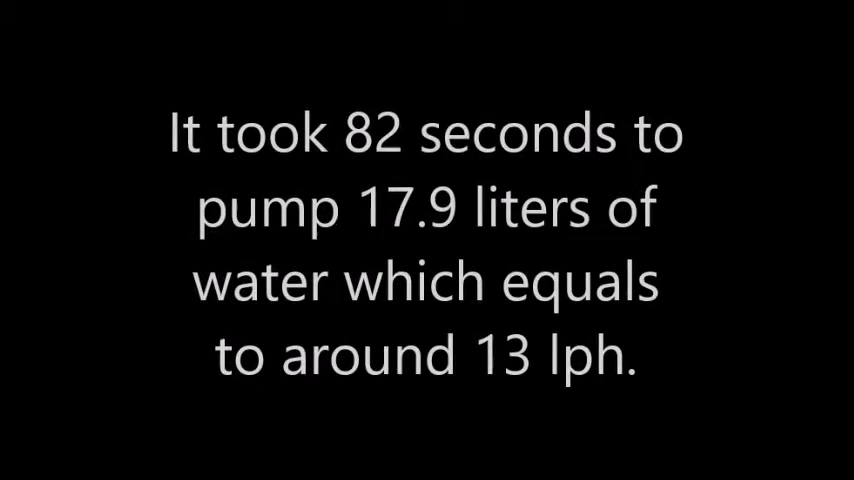 It took 82 seconds to
pump 17.9 liters of
water which equals
to around 13 lph.